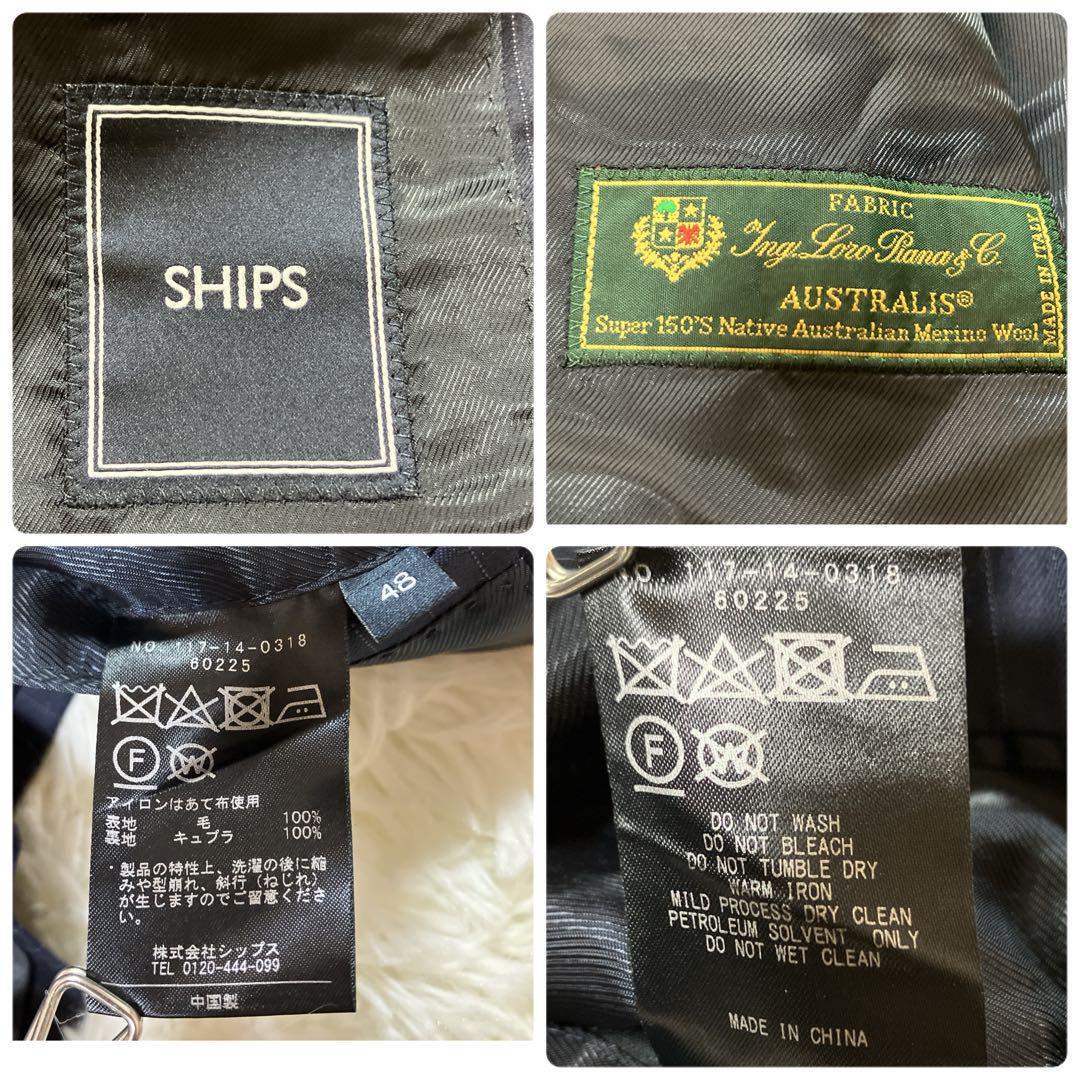 SHIPS
FABRIC
Ing. Loro Piana & C.
AUSTRALIS®
Super 150'S Native Australian Merino Wool
MADE IN ITALY
48
NO. 117-14-0318
60225
F
W
アイロンはあて布使用
表地 毛 100%
裏地 キュプラ 100%
・製品の特性上、洗濯の後に縮
みや型崩れ、斜行(ねじれ)
が生じますのでご留意くださ
い。
株式会社シップス
TEL 0120-444-099
中国製
NO. 117-14-0318
60225
F
W
DO NOT WASH
DO NOT BLEACH
DO NOT TUMBLE DRY
WARM IRON
MILD PROCESS DRY CLEAN
PETROLEUM SOLVENT ONLY
DO NOT WET CLEAN
MADE IN CHINA